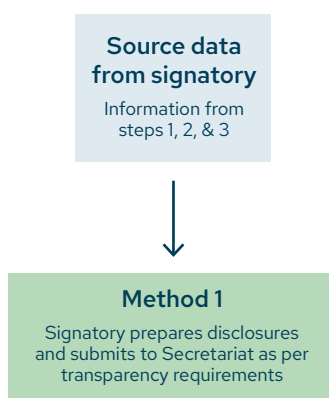 Source data
from signatory
Information from
steps 1, 2, & 3
Method 1
Signatory prepares disclosures
and submits to Secretariat as per
transparency requirements